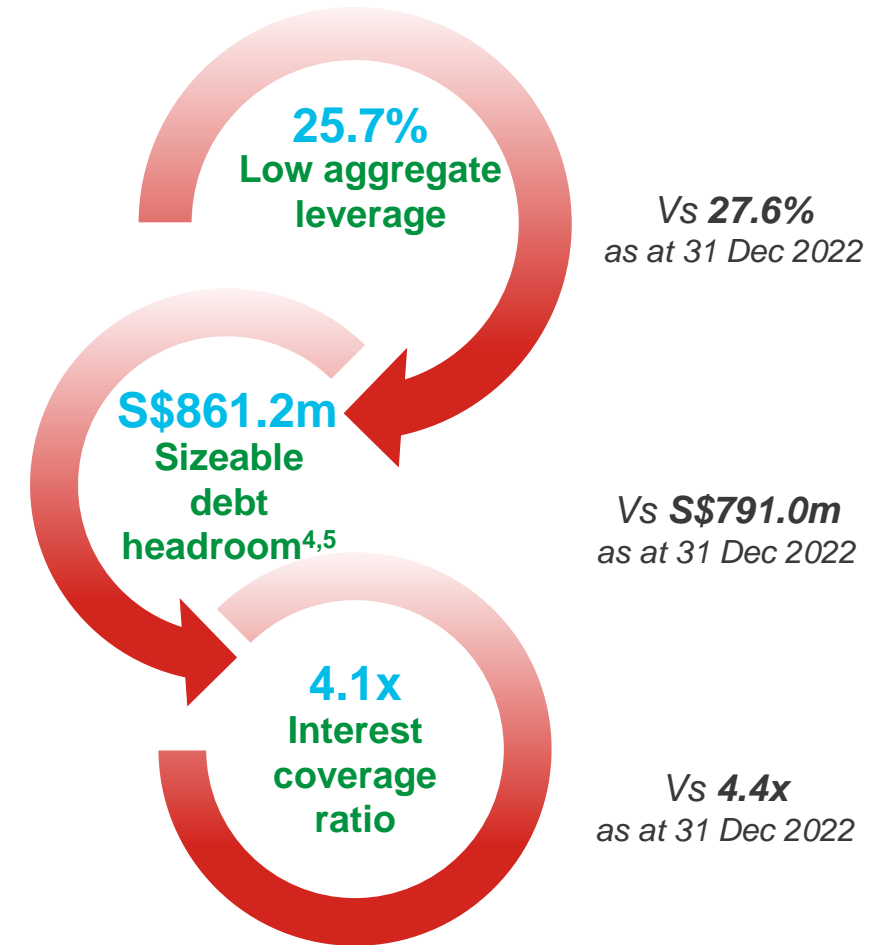 25.7%
Low aggregate
leverage
Vs 27.6%
as at 31 Dec 2022
S$861.2m
Sizeable
debt
headroom4,5
Vs S$791.0m
as at 31 Dec 2022
4.1x
Interest
coverage
ratio
Vs 4.4x
as at 31 Dec 2022